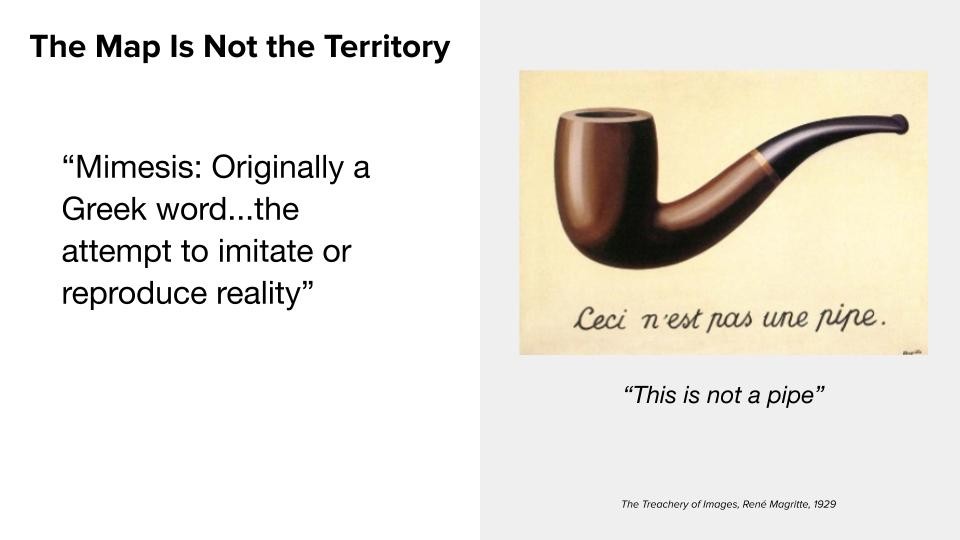 The Map Is Not the Territory
“Mimesis: Originally a
Greek word...the
attempt to imitate or
reproduce reality”
Ceci n'est pas une pipe.
“This is not a pipe”
The Treachery of Images, René Magritte, 1929